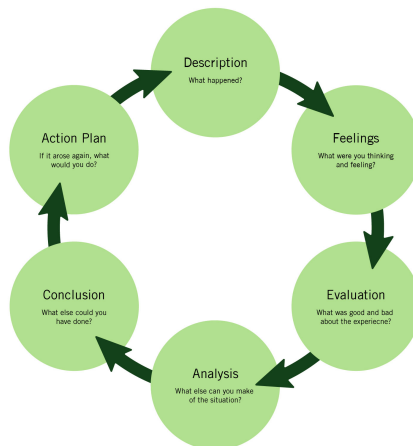 Description
What happened?
Feelings
What were you thinking
and feeling?
Evaluation
What was good and bad
about the experiecne?
Analysis
What else can you make
of the situation?
Conclusion
What else could you
have done?
Action Plan
If it arose again, what
would you do?